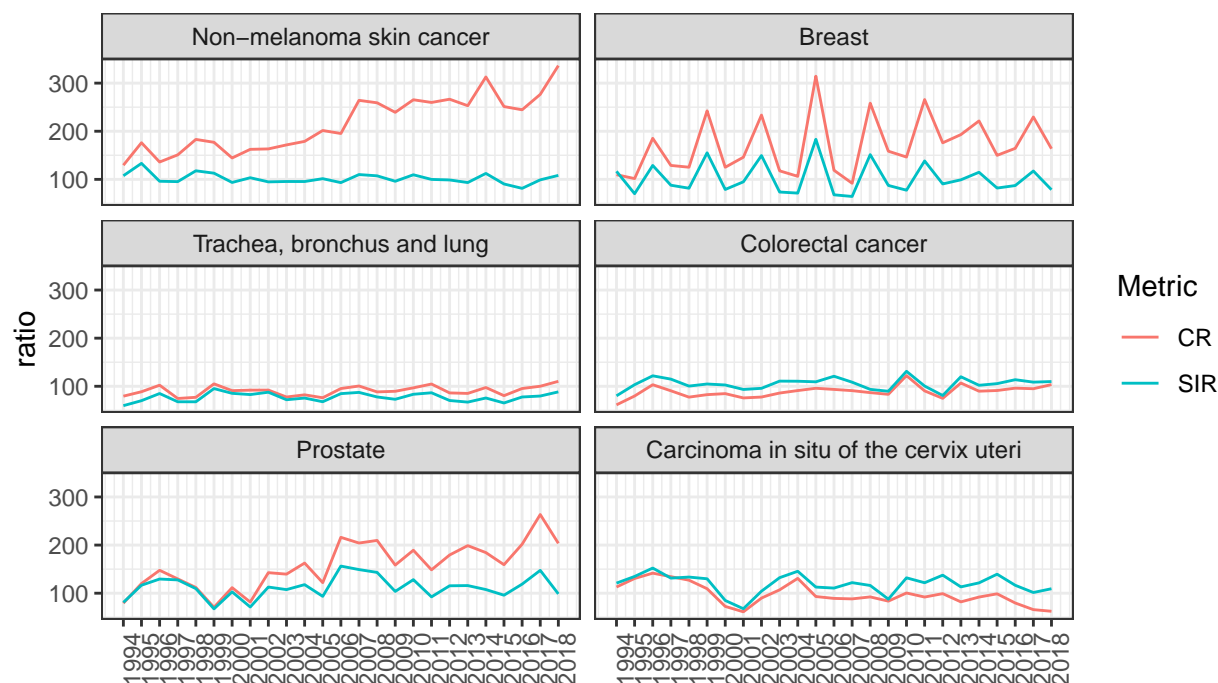 Non−melanoma skin cancer
Breast
300
200
100
Trachea, bronchus and lung
Colorectal cancer
300
200
100
ratio
Metric
CR
SIR
Prostate
Carcinoma in situ of the cervix uteri
300
200
100
1994 1995 1996 1997 1998 1999 2000 2001 2002 2003 2004 2005 2006 2007 2008 2009 2010 2011 2012 2013 2014 2015 2016 2017 2018
1994 1995 1996 1997 1998 1999 2000 2001 2002 2003 2004 2005 2006 2007 2008 2009 2010 2011 2012 2013 2014 2015 2016 2017 2018